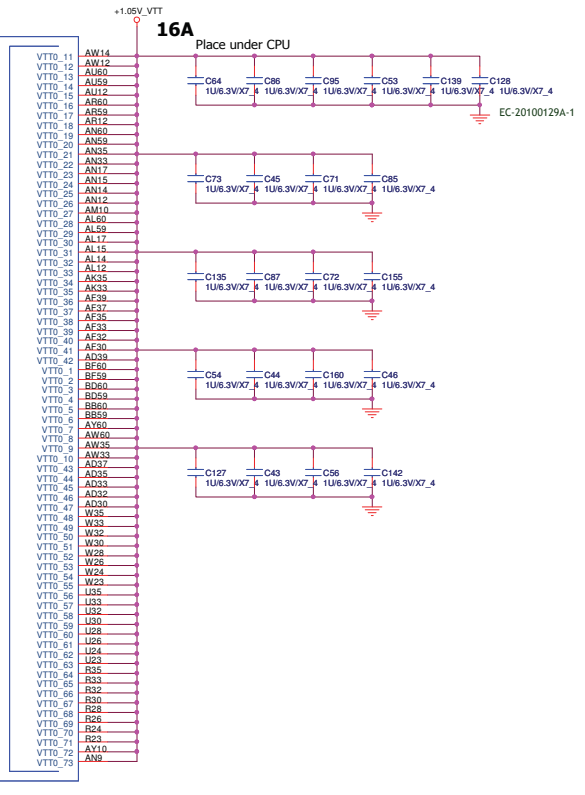 +1.05V_VTT
16A
Place under CPU
VTT0_11 AW14
VTT0_12 AW12
VTT0_13 AU60
VTT0_14 AU59
VTT0_15 AU12
VTT0_16 AR60
VTT0_17 AR59
VTT0_18 AR12
VTT0_19 AN60
VTT0_20 AN59
VTT0_21 AN35
VTT0_22 AN33
VTT0_23 AN17
VTT0_24 AN15
VTT0_25 AN14
VTT0_26 AN12
VTT0_27 AM10
VTT0_28 AL60
VTT0_29 AL59
VTT0_30 AL17
VTT0_31 AL15
VTT0_32 AL14
VTT0_33 AL12
VTT0_34 AK35
VTT0_35 AK33
VTT0_36 AF39
VTT0_37 AF37
VTT0_38 AF35
VTT0_39 AF33
VTT0_40 AF32
VTT0_41 AF30
VTT0_42 AD39
VTT0_1 BF60
VTT0_2 BF59
VTT0_3 BD60
VTT0_4 BD59
VTT0_5 BB60
VTT0_6 BB59
VTT0_7 AY60
VTT0_8 AW60
VTT0_9 AW35
VTT0_10 AW33
VTT0_43 AD37
VTT0_44 AD35
VTT0_45 AD33
VTT0_46 AD32
VTT0_47 AD30
VTT0_48 W35
VTT0_49 W33
VTT0_50 W32
VTT0_51 W30
VTT0_52 W28
VTT0_53 W26
VTT0_54 W24
VTT0_55 W23
VTT0_56 U35
VTT0_57 U33
VTT0_58 U32
VTT0_59 U30
VTT0_60 U28
VTT0_61 U26
VTT0_62 U24
VTT0_63 U23
VTT0_64 R35
VTT0_65 R33
VTT0_66 R32
VTT0_67 R30
VTT0_68 R28
VTT0_69 R26
VTT0_70 R24
VTT0_71 R23
VTT0_72 AY10
VTT0_73 AN9
C64 C86 C95 C53 C139 C128
1U/6.3V/X7_4 1U/6.3V/X7_4 1U/6.3V/X7_4 1U/6.3V/X7_4 1U/6.3V/X7_4 1U/6.3V/X7_4
EC-20100129A-1
C73 C45 C71 C85
1U/6.3V/X7_4 1U/6.3V/X7_4 1U/6.3V/X7_4 1U/6.3V/X7_4
C135 C87 C72 C155
1U/6.3V/X7_4 1U/6.3V/X7_4 1U/6.3V/X7_4 1U/6.3V/X7_4
C54 C44 C160 C46
1U/6.3V/X7_4 1U/6.3V/X7_4 1U/6.3V/X7_4 1U/6.3V/X7_4
C127 C43 C56 C142
1U/6.3V/X7_4 1U/6.3V/X7_4 1U/6.3V/X7_4 1U/6.3V/X7_4